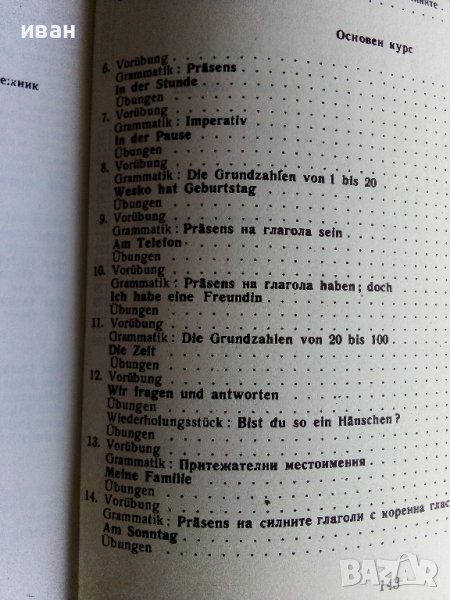 иван
Основен курс
6. Vorübung
Grammatik: Präsens
In der Stunde
Übungen
7. Vorübung
Grammatik: Imperativ
In der Pause
Übungen
8. Vorübung
Grammatik: Die Grundzahlen von 1 bis 20
Wesko hat Geburtstag
Übungen
9. Vorübung
Grammatik: Präsens на глагола sein
Am Telefon
Übungen
10. Vorübung
Grammatik: Präsens на глагола haben; doch
Ich habe eine Freundin
Übungen
11. Vorübung
Grammatik: Die Grundzahlen von 20 bis 100
Die Zeit
Übungen
12. Vorübung
Wir fragen und antworten
Übungen
Wiederholungsstück: Bist du so ein Hänschen?
Übungen
13. Vorübung
Grammatik: Притежателни местоимения
Meine Familie
Übungen
14. Vorübung
Grammatik: Präsens на силните глаголи с коренна глас
Am Sonntag
Übungen
143
BAZAR